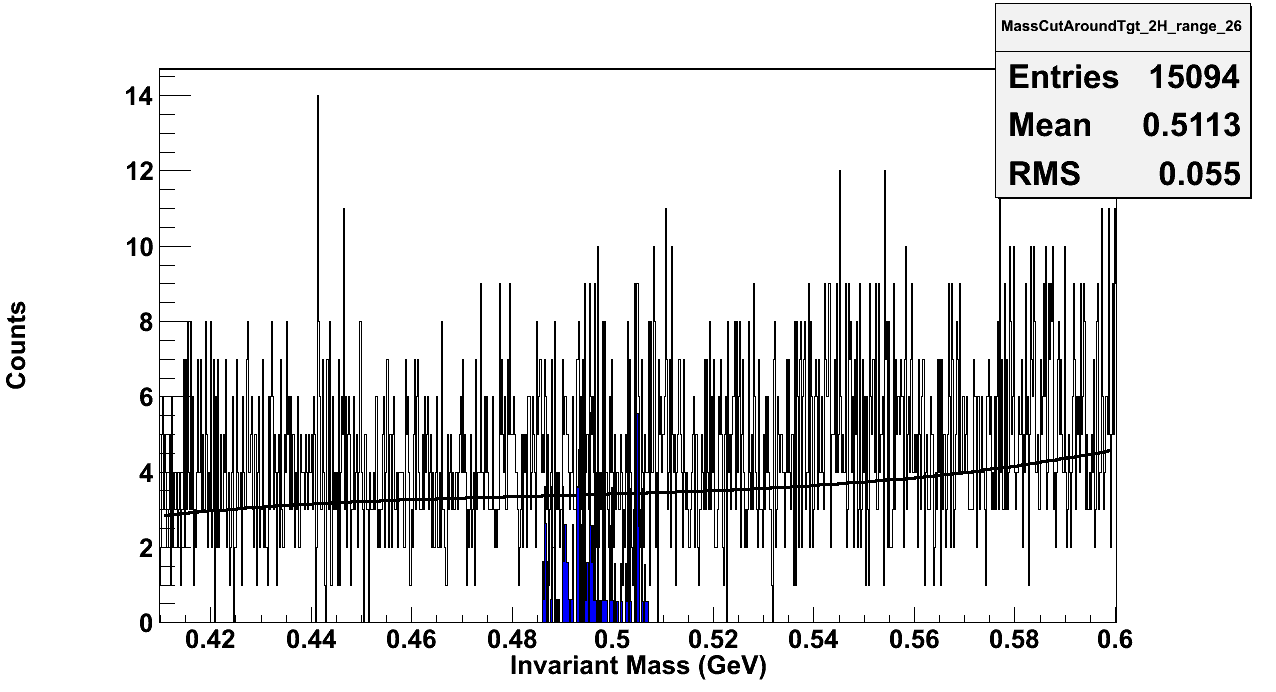 MassCutAroundTgt_2H_range_26
Entries 15094
Mean 0.5113
RMS 0.055
Counts
14
12
10
8
6
4
2
0
0.42 0.44 0.46 0.48 0.5 0.52 0.54 0.56 0.58 0.6
Invariant Mass (GeV)